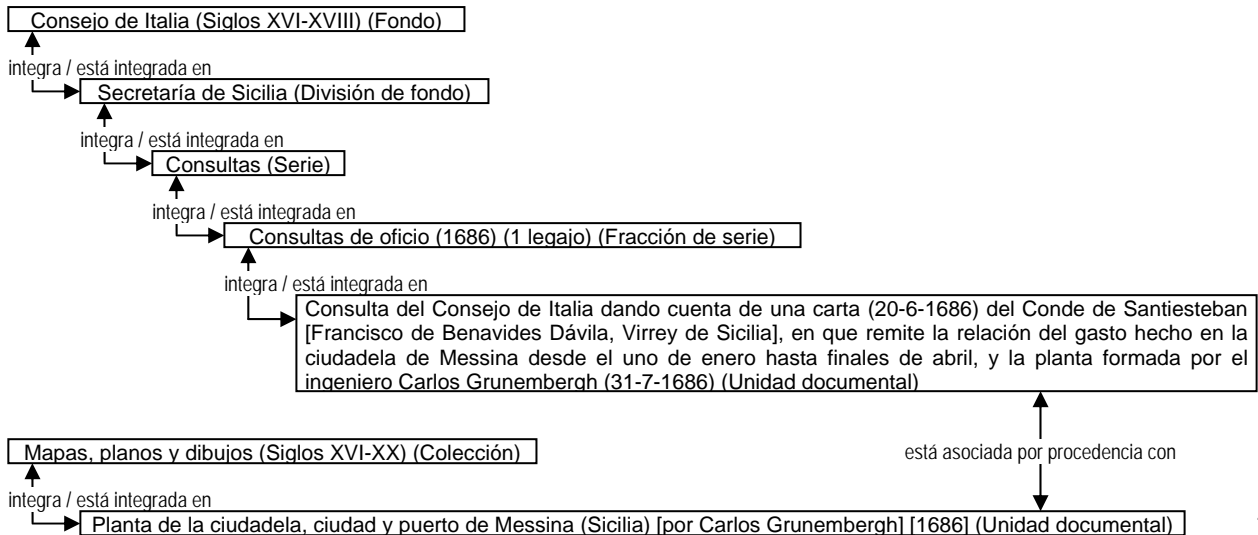 Consejo de Italia (Siglos XVI-XVIII) (Fondo)
integra / está integrada en
Secretaría de Sicilia (División de fondo)
integra / está integrada en
Consultas (Serie)
integra / está integrada en
Consultas de oficio (1686) (1 legajo) (Fracción de serie)
integra / está integrada en
Consulta del Consejo de Italia dando cuenta de una carta (20-6-1686) del Conde de Santiesteban
[Francisco de Benavides Dávila, Virrey de Sicilia], en que remite la relación del gasto hecho en la
ciudadela de Messina desde el uno de enero hasta finales de abril, y la planta formada por el
ingeniero Carlos Grunembergh (31-7-1686) (Unidad documental)
Mapas, planos y dibujos (Siglos XVI-XX) (Colección)
está asociada por procedencia con
integra / está integrada en
Planta de la ciudadela, ciudad y puerto de Messina (Sicilia) [por Carlos Grunembergh] [1686] (Unidad documental)